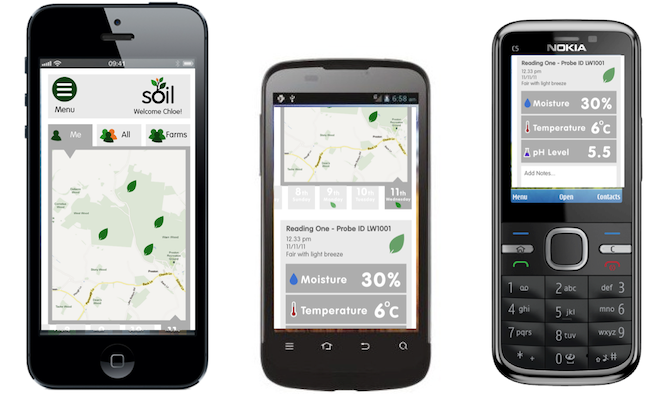 09:41
Menu
soil
Welcome Chloe!
Me
All
Farms
6:58 am
8th
9th
10th
11th
Sunday
Wednesday
Reading One - Probe ID LW1001
12.33 pm
11/11/11
Fair with light breeze
Moisture 30%
Temperature 6°c
C5
NOKIA
Reading One - Probe ID LW1001
12.33 pm
11/11/11
Fair with light breeze
Moisture 30%
Temperature 6°c
pH Level 5.5
Add Notes...
Menu Open Contacts
1 2 abc def 3
4 ghi 5 jkl mno 6
7 pqrs 8 tuv wxyz 9
* + 0 #